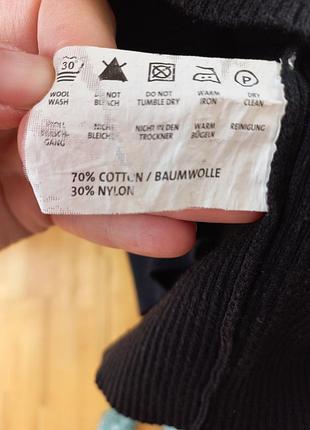 30 P
WOOL DO NOT DO NOT WARM DRY
WASH BLEACH TUMBLE DRY IRON CLEAN
NICHT NICHT IN DEN WARM REINIGUNG
GANG BLEICHEN TROCKNER BÜGELN
70% COTTON / BAUMWOLLE
30% NYLON